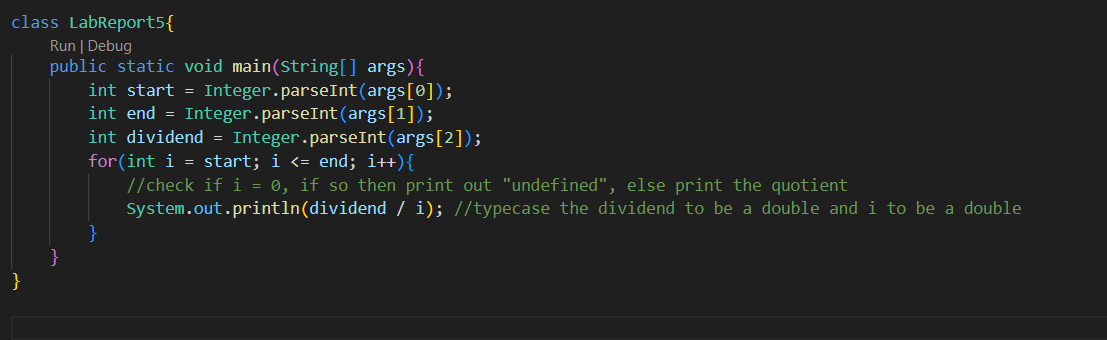 class LabReport5{
Run | Debug
public static void main(String[] args){
int start = Integer.parseInt(args[0]);
int end = Integer.parseInt(args[1]);
int dividend = Integer.parseInt(args[2]);
for(int i = start; i <= end; i++){
//check if i = 0, if so then print out "undefined", else print the quotient
System.out.println(dividend / i); //typecase the dividend to be a double and i to be a double
}
}
}